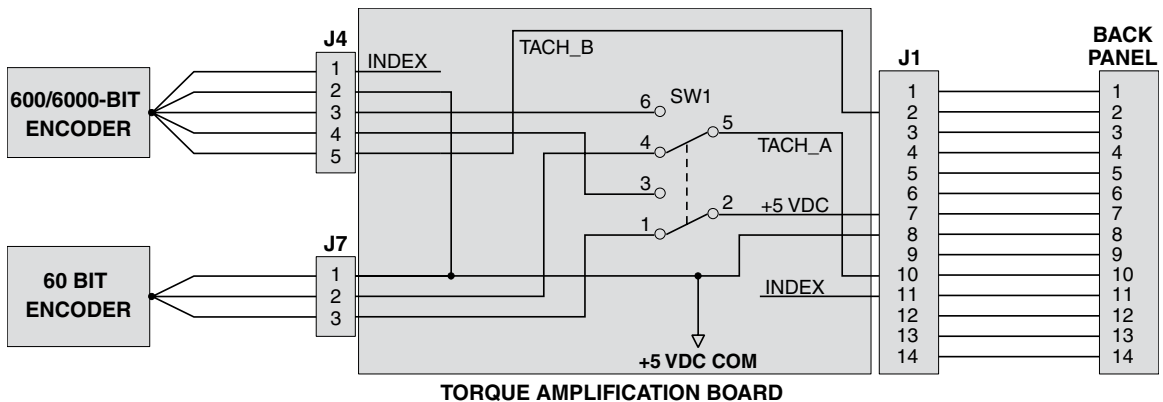 J4
TACH_B
J1
BACK
PANEL
INDEX
600/6000-BIT
ENCODER
1
2
3
4
5
6
SW1
5
4
TACH_A
3
2
+5 VDC
1
J7
60 BIT
ENCODER
1
2
3
INDEX
+5 VDC COM
1
2
3
4
5
6
7
8
9
10
11
12
13
14
1
2
3
4
5
6
7
8
9
10
11
12
13
14
TORQUE AMPLIFICATION BOARD